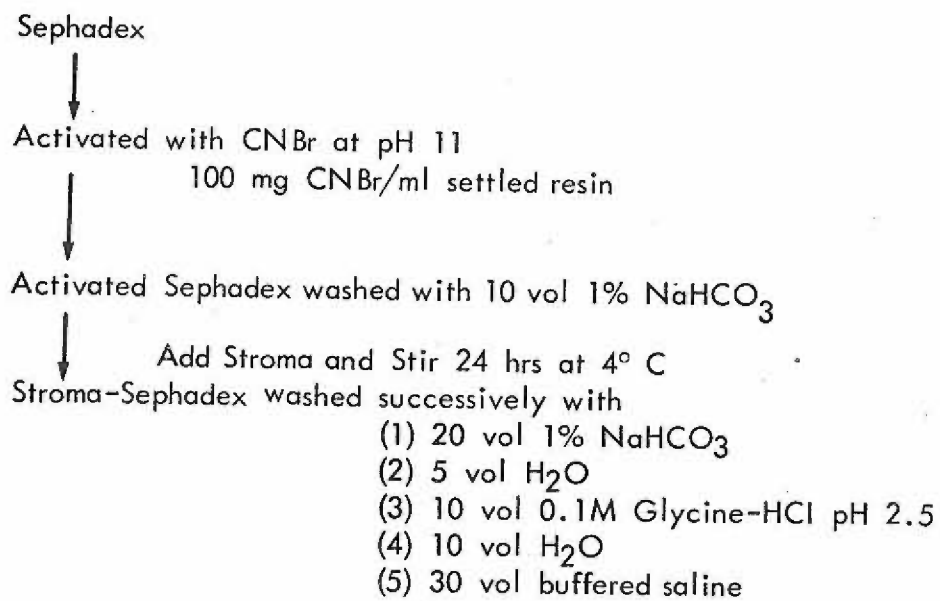 Sephadex
Activated with CNBr at pH 11
100 mg CNBr/ml settled resin
Activated Sephadex washed with 10 vol 1% NaHCO3
Add Stroma and Stir 24 hrs at 4° C
Stroma-Sephadex washed successively with
(1) 20 vol 1% NaHCO3
(2) 5 vol H2O
(3) 10 vol 0.1M Glycine-HCl pH 2.5
(4) 10 vol H2O
(5) 30 vol buffered saline